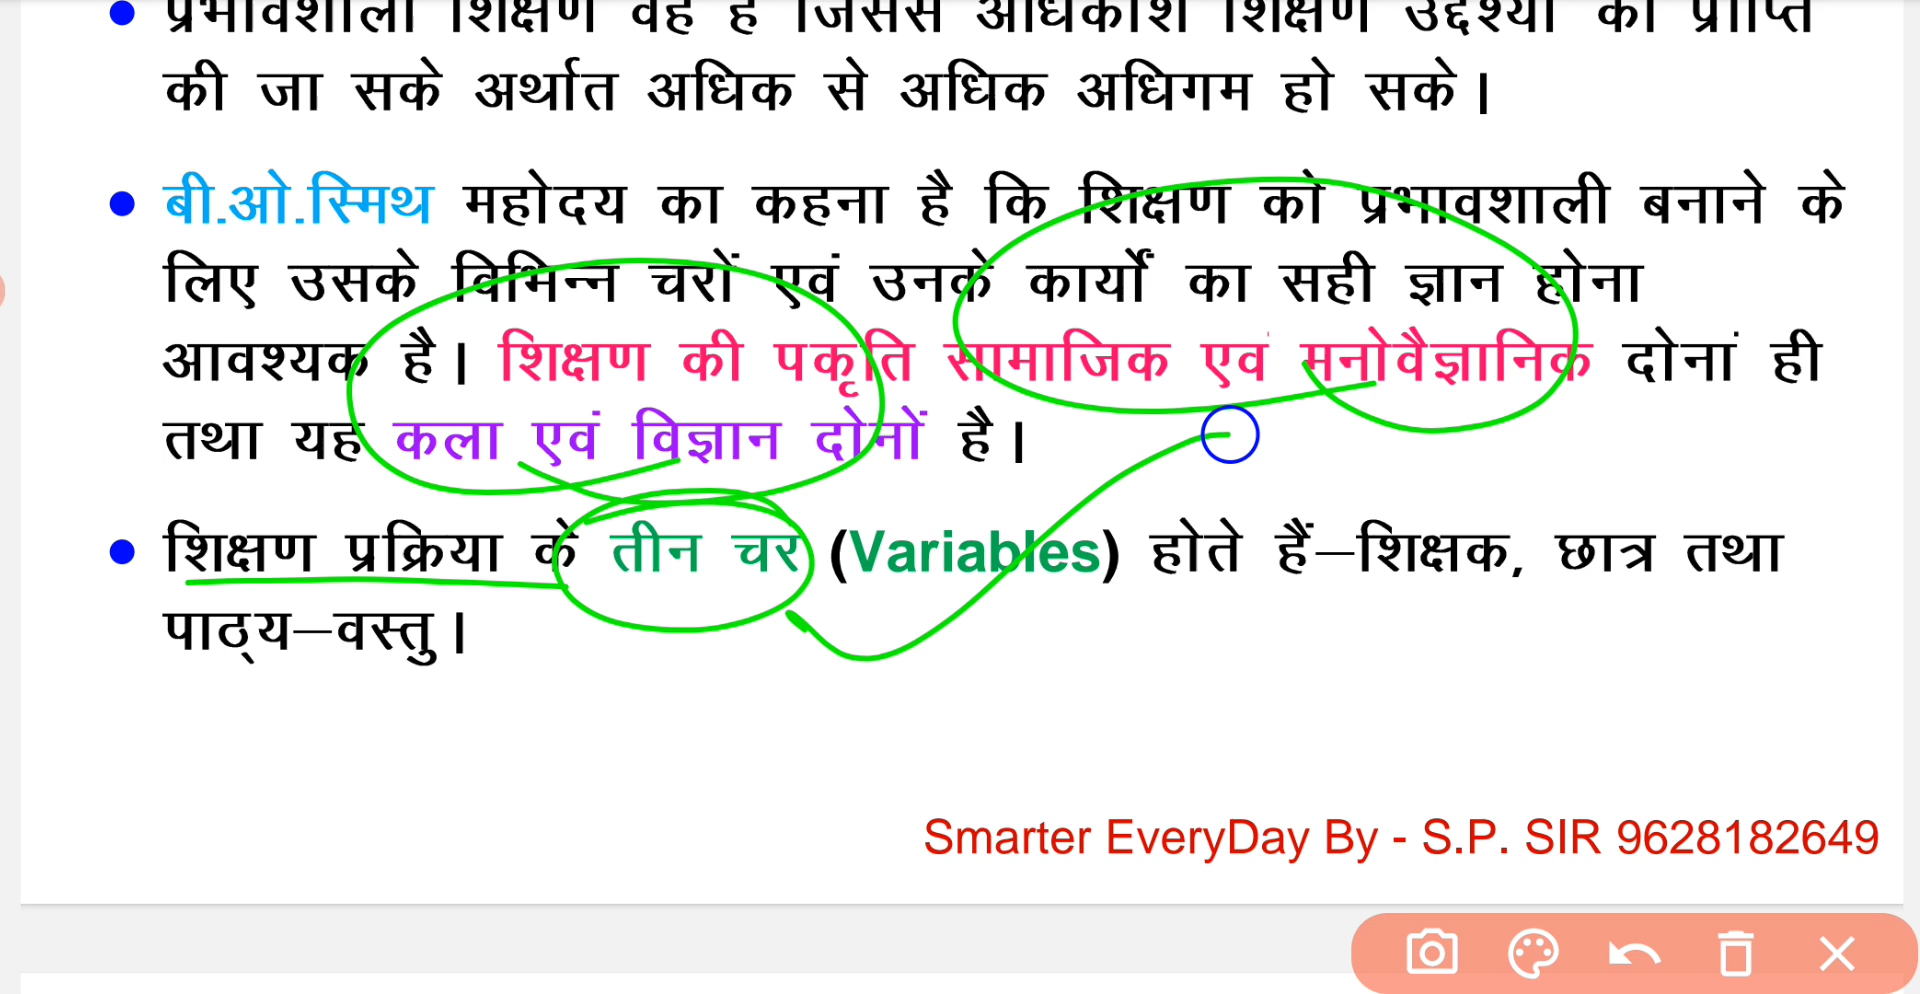 प्रभावशाली शिक्षण वह है जिससे अधिकांश शिक्षण उद्देश्यों की प्राप्ति
की जा सके अर्थात अधिक से अधिक अधिगम हो सके।
बी.ओ.स्मिथ महोदय का कहना है कि शिक्षण को प्रभावशाली बनाने के
लिए उसके विभिन्न चरों एवं उनके कार्यों का सही ज्ञान होना
आवश्यक है। शिक्षण की पकृति सामाजिक एवं मनोवैज्ञानिक दोनां ही
तथा यह कला एवं विज्ञान दोनों है।
शिक्षण प्रक्रिया के तीन चर (Variables) होते हैं–शिक्षक, छात्र तथा
पाठ्य–वस्तु।
Smarter EveryDay By - S.P. SIR 9628182649